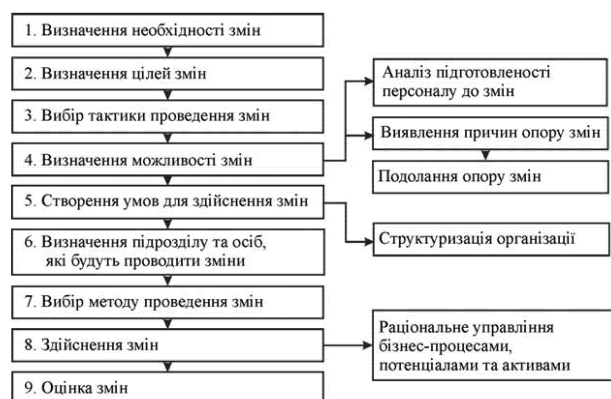 1. Визначення необхідності змін
2. Визначення цілей змін
3. Вибір тактики проведення змін
4. Визначення можливості змін
5. Створення умов для здійснення змін
6. Визначення підрозділу та осіб,
які будуть проводити зміни
7. Вибір методу проведення змін
8. Здійснення змін
9. Оцінка змін
Аналіз підготовленості
персоналу до змін
Виявлення причин опору змін
Подолання опору змін
Структуризація організації
Раціональне управління
бізнес-процесами,
потенціалами та активами